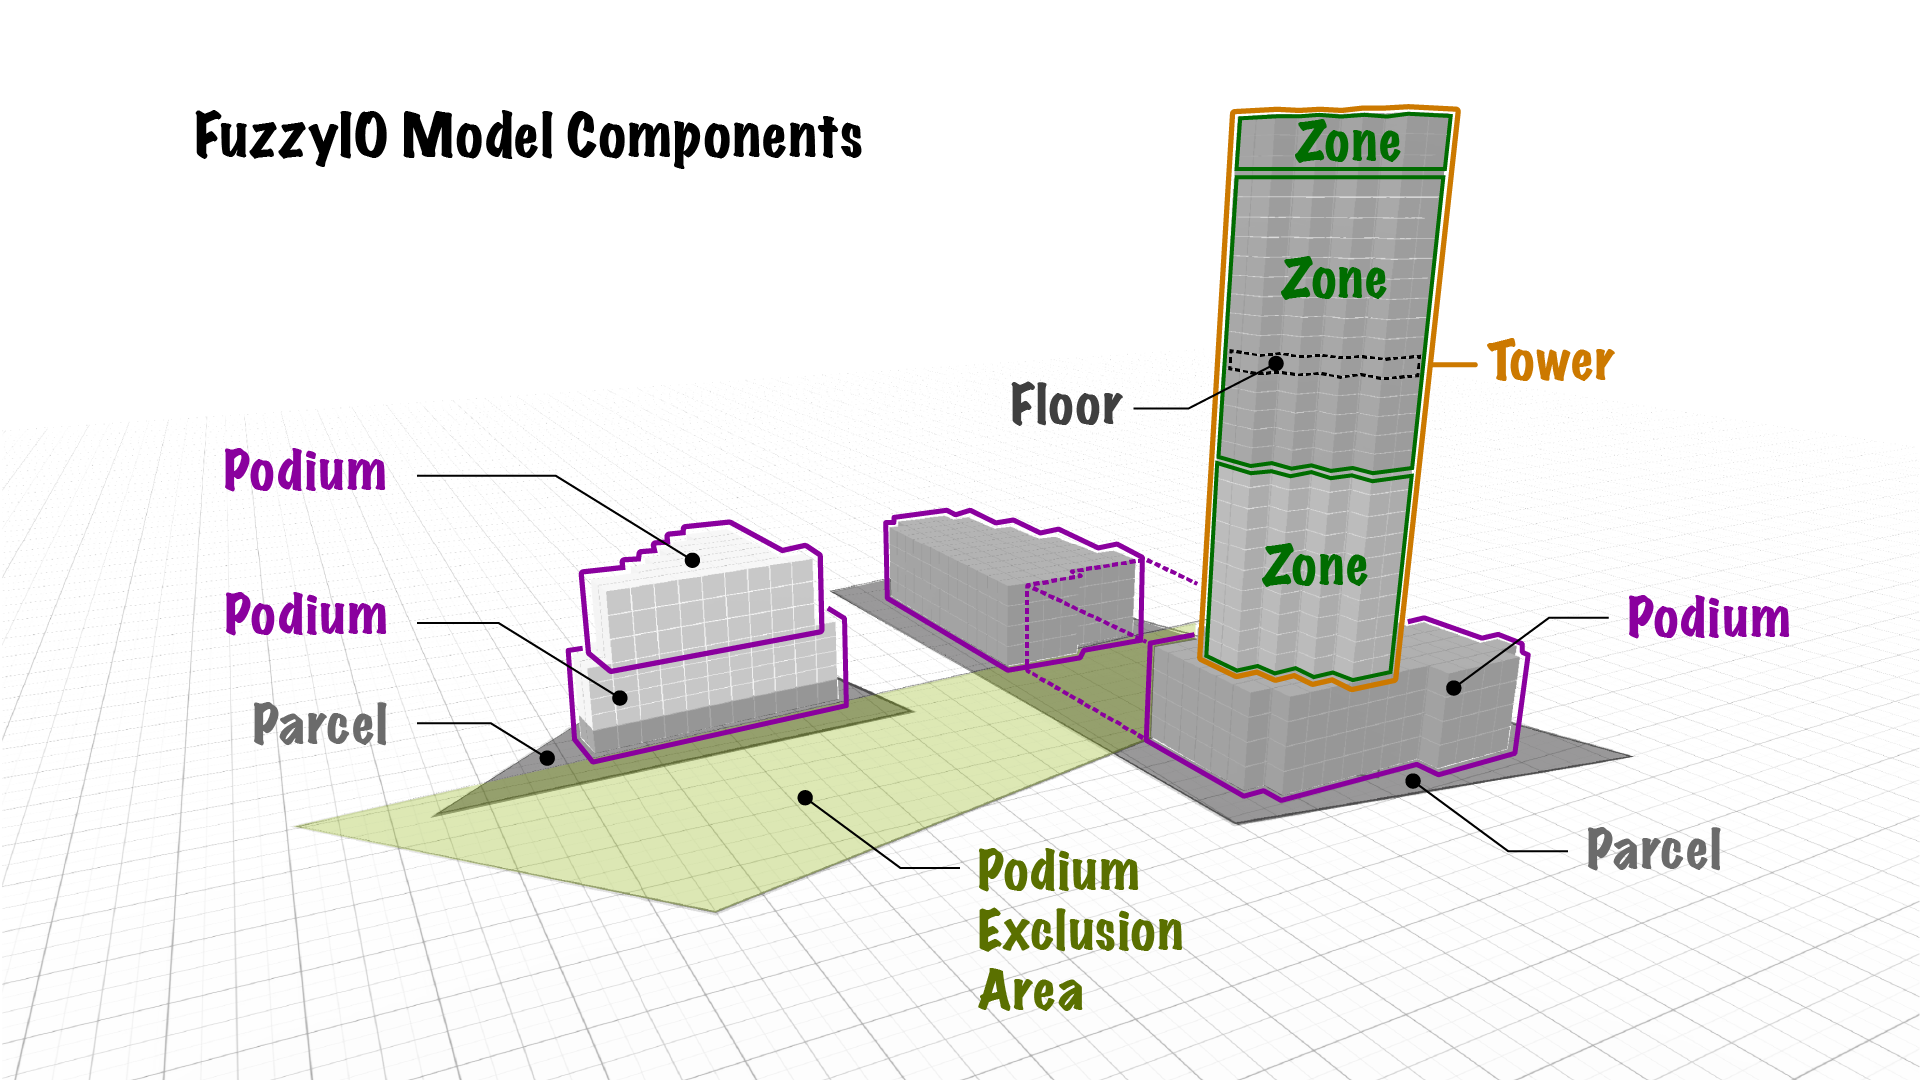 FuzzyIO Model Components
Zone
Zone
Tower
Floor
Podium
Zone
Podium
Podium
Parcel
Parcel
Podium
Exclusion
Area